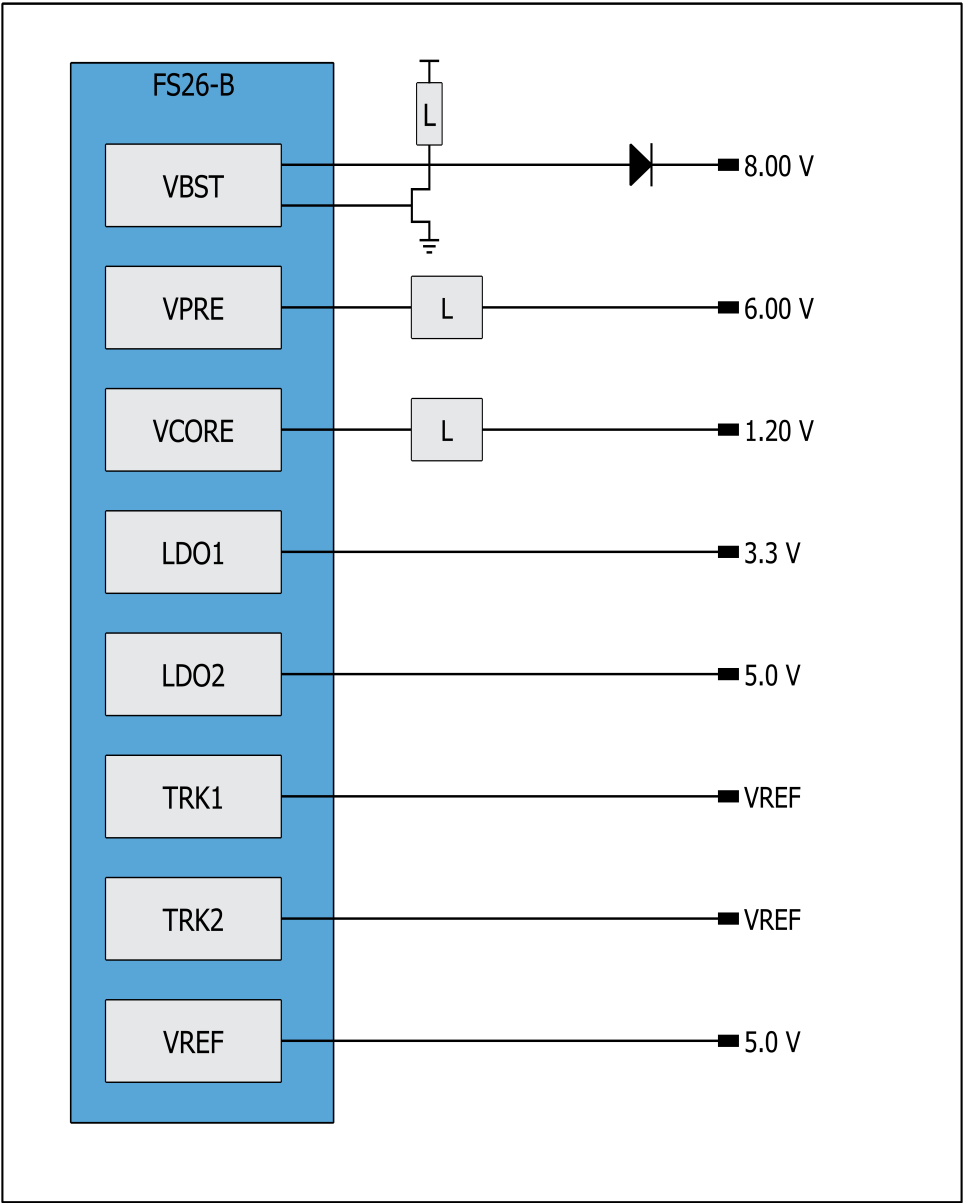 FS26-B
L
VBST
8.00 V
VPRE
L
6.00 V
VCORE
L
1.20 V
LDO1
3.3 V
LDO2
5.0 V
TRK1
VREF
TRK2
VREF
VREF
5.0 V